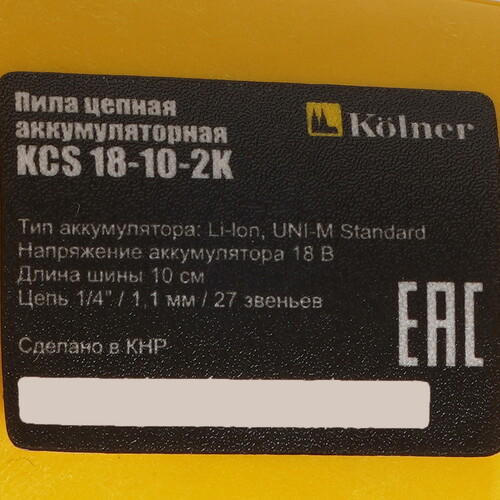 Пила цепная
аккумуляторная
KCS 18-10-2K
Kölner
Тип аккумулятора: Li-Ion, UNI-M Standard
Напряжение аккумулятора 18 В
Длина шины 10 см
Цепь 1/4" / 1,1 мм / 27 звеньев
Сделано в КНР
EAC